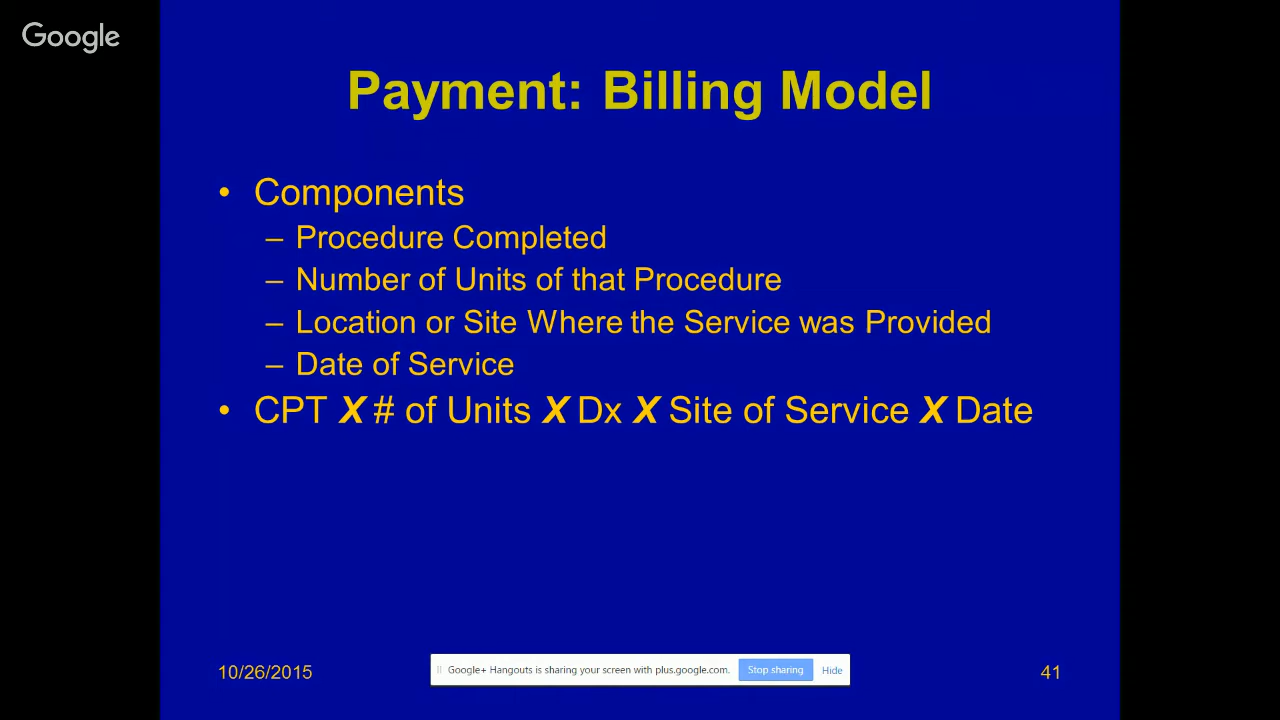 Google
Payment: Billing Model
• Components
– Procedure Completed
– Number of Units of that Procedure
– Location or Site Where the Service was Provided
– Date of Service
• CPT X # of Units X Dx X Site of Service X Date
10/26/2015
Google+ Hangouts is sharing your screen with plus.google.com. Stop sharing Hide
41